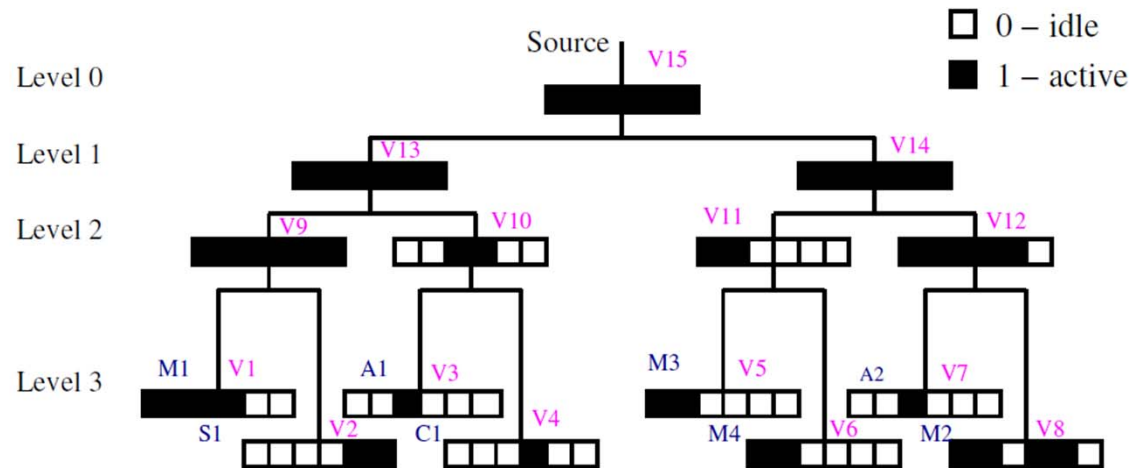 Source
V15
0 – idle
1 – active
Level 0
Level 1
V13
V14
Level 2
V9
V10
V11
V12
Level 3
M1
V1
A1
V3
M3
V5
A2
V7
S1
V2
C1
V4
M4
V6
M2
V8